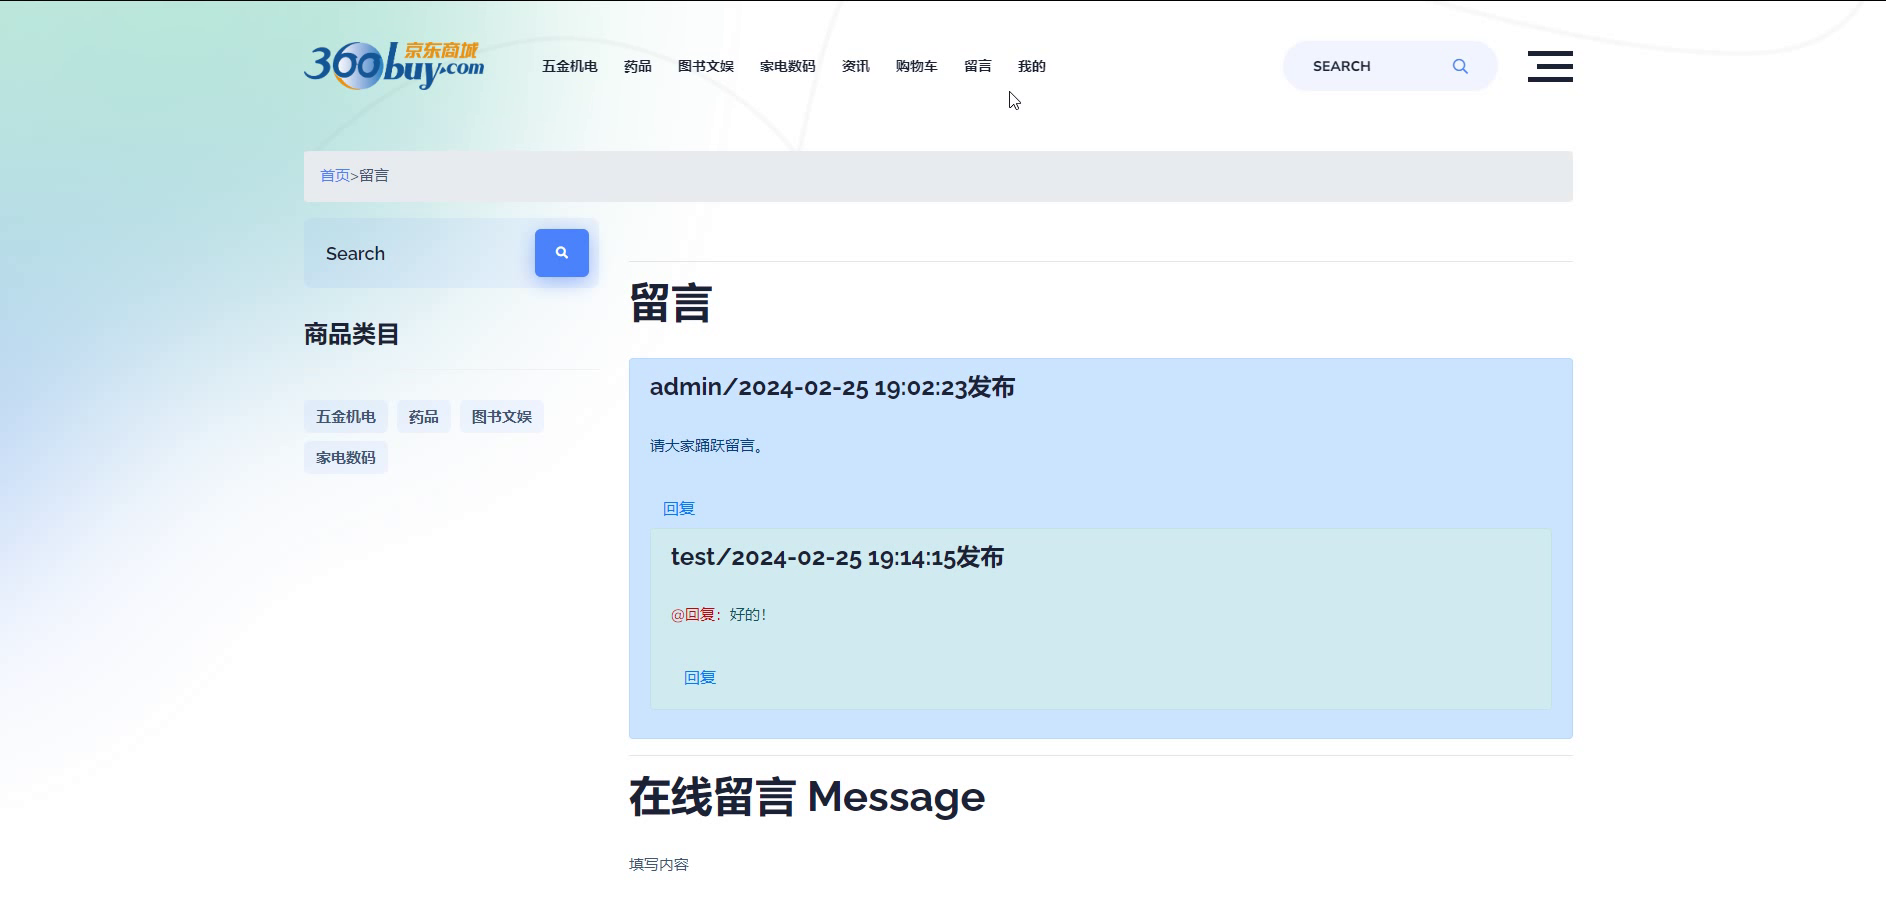 360buy.com 京东商城
五金机电 药品 图书文娱 家电数码 资讯 购物车 留言 我的 SEARCH
首页>留言
Search
商品类目
五金机电 药品 图书文娱
家电数码
留言
admin/2024-02-25 19:02:23发布
请大家踊跃留言。
回复
test/2024-02-25 19:14:15发布
@回复：好的！
回复
在线留言 Message
填写内容